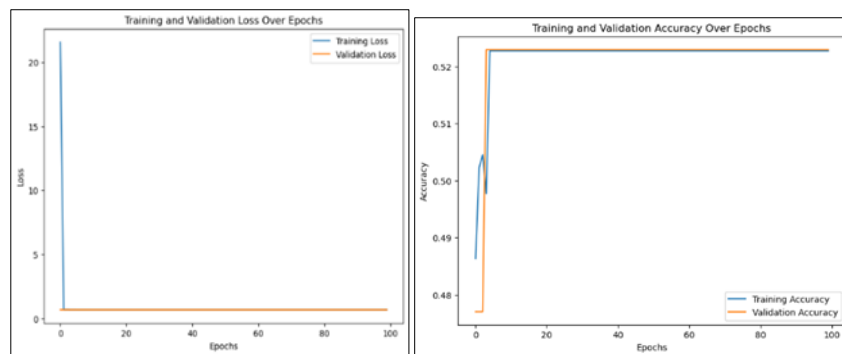 Training and Validation Loss Over Epochs
Training Loss
Validation Loss
20
15
10
5
0
Loss
0 20 40 60 80 100
Epochs
Training and Validation Accuracy Over Epochs
0.52
0.51
0.50
0.49
0.48
Accuracy
Training Accuracy
Validation Accuracy
0 20 40 60 80 100
Epochs